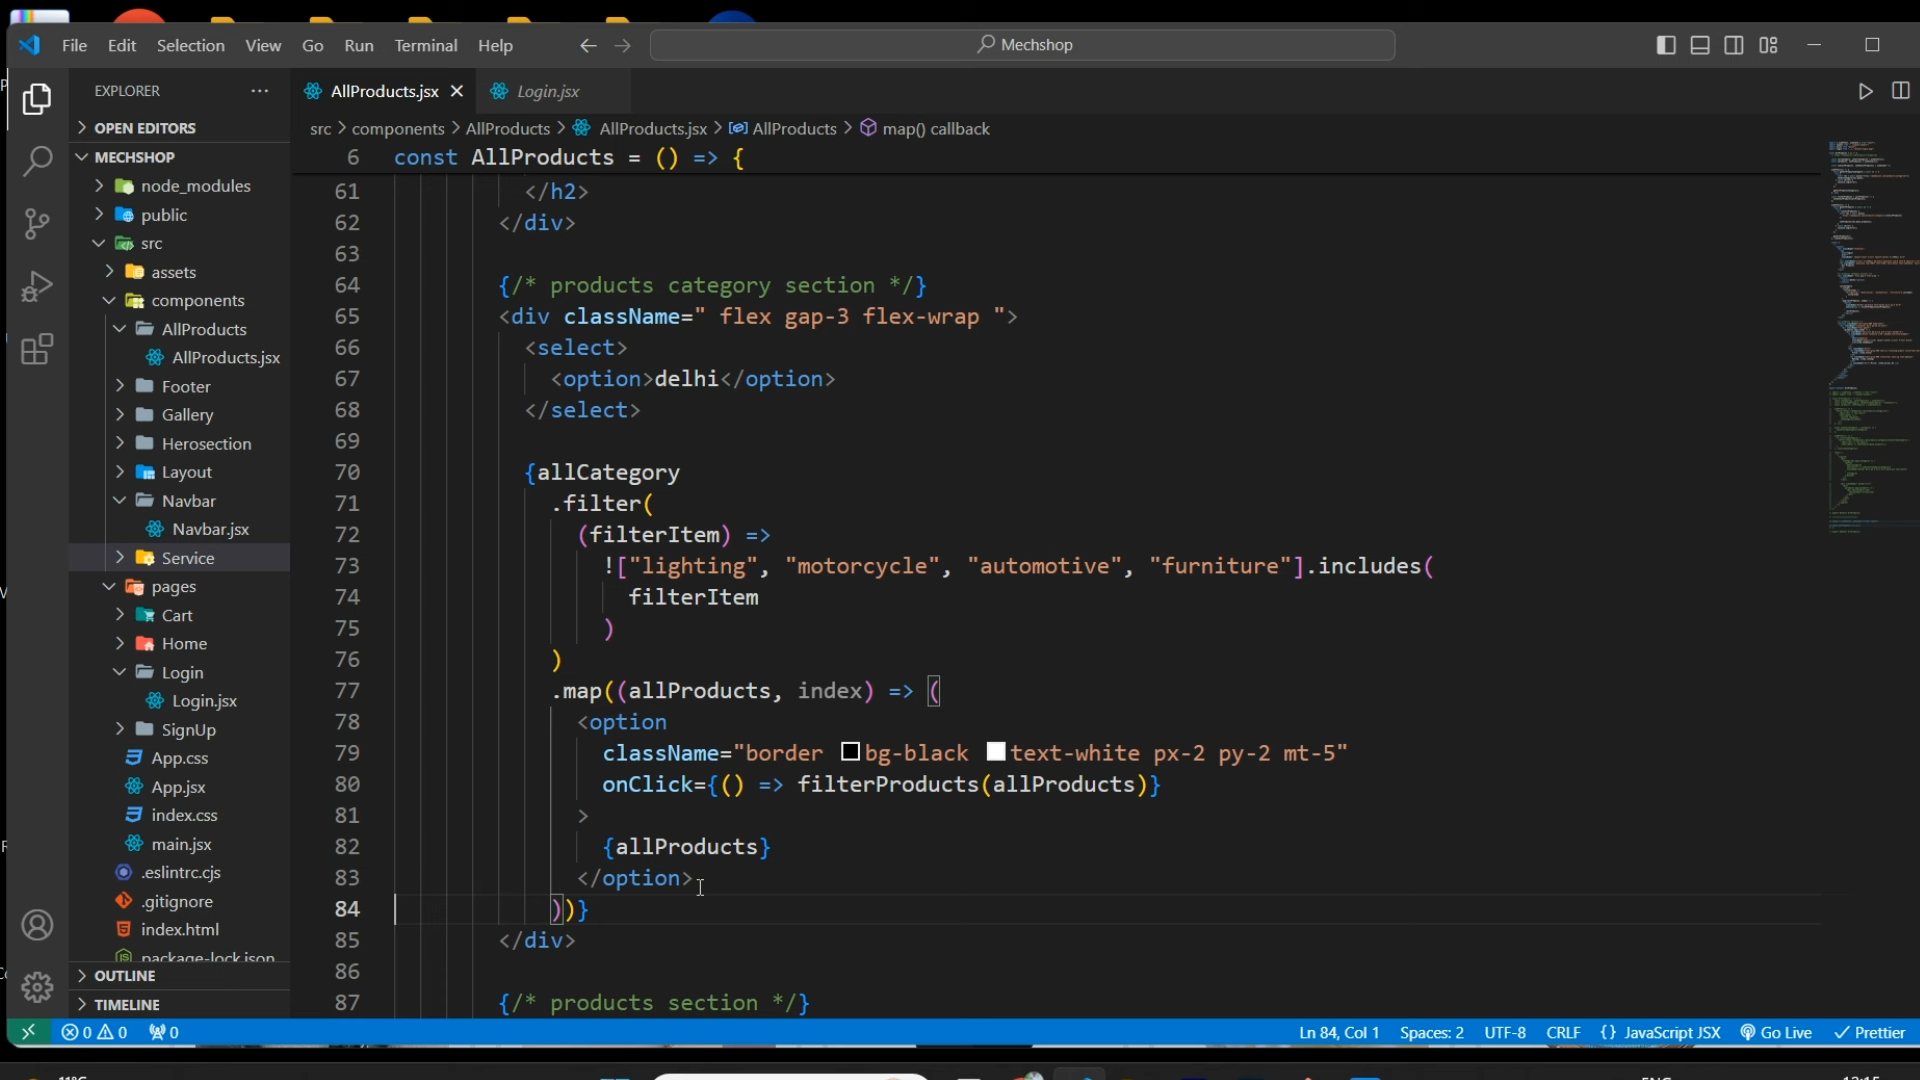 File Edit Selection View Go Run Terminal Help
Mechshop
EXPLORER
AllProducts.jsx
Login.jsx
OPEN EDITORS
src > components > AllProducts > AllProducts.jsx > AllProducts > map() callback
MECHSHOP
6 const AllProducts = () => {
node_modules
61 </h2>
public
62 </div>
src
63
assets
64 {/* products category section */}
components
65 <div className=" flex gap-3 flex-wrap ">
AllProducts
66 <select>
AllProducts.jsx
67 <option>delhi</option>
Footer
68 </select>
Gallery
69
Herosection
70 {allCategory
Layout
71 .filter(
Navbar
72 (filterItem) =>
Navbar.jsx
73 !["lighting", "motorcycle", "automotive", "furniture"].includes(
Service
74 filterItem
pages
75 )
Cart
76 )
Home
77 .map((allProducts, index) => (
Login
78 <option
Login.jsx
79 className="border bg-black text-white px-2 py-2 mt-5"
SignUp
80 onClick={() => filterProducts(allProducts)}
App.css
81 >
App.jsx
82 {allProducts}
index.css
83 </option>
main.jsx
84 ))}
.eslintrc.cjs
85 </div>
.gitignore
86
index.html
87 {/* products section */}
package-lock.json
OUTLINE
TIMELINE
0 0 0
Ln 84, Col 1 Spaces: 2 UTF-8 CRLF {} JavaScript JSX Go Live Prettier